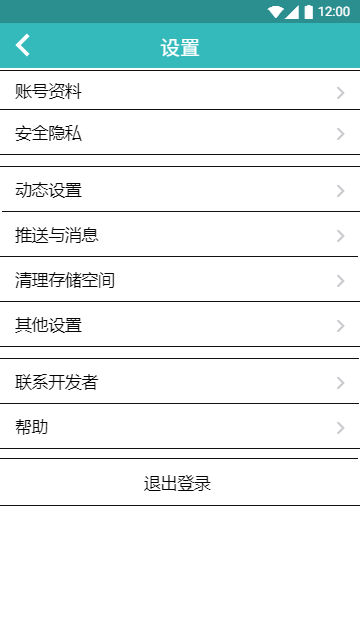 12:00
设置
账号资料
安全隐私
动态设置
推送与消息
清理存储空间
其他设置
联系开发者
帮助
退出登录